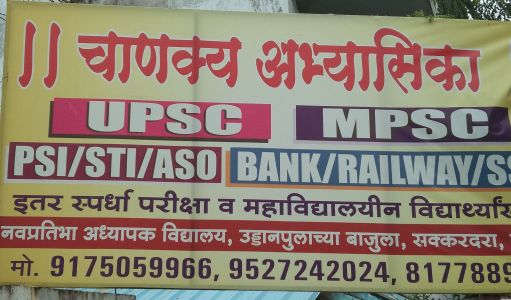 || चाणक्य अभ्यासिका
UPSC MPSC
PSI/STI/ASO BANK/RAILWAY/SS
इतर स्पर्धा परीक्षा व महाविद्यालयीन विद्यार्थ्यांस
नवप्रतिभा अध्यापक विद्यालय, उड्डानपुलाच्या बाजुला, सक्करदरा,
मो. 9175059966, 9527242024, 8177889